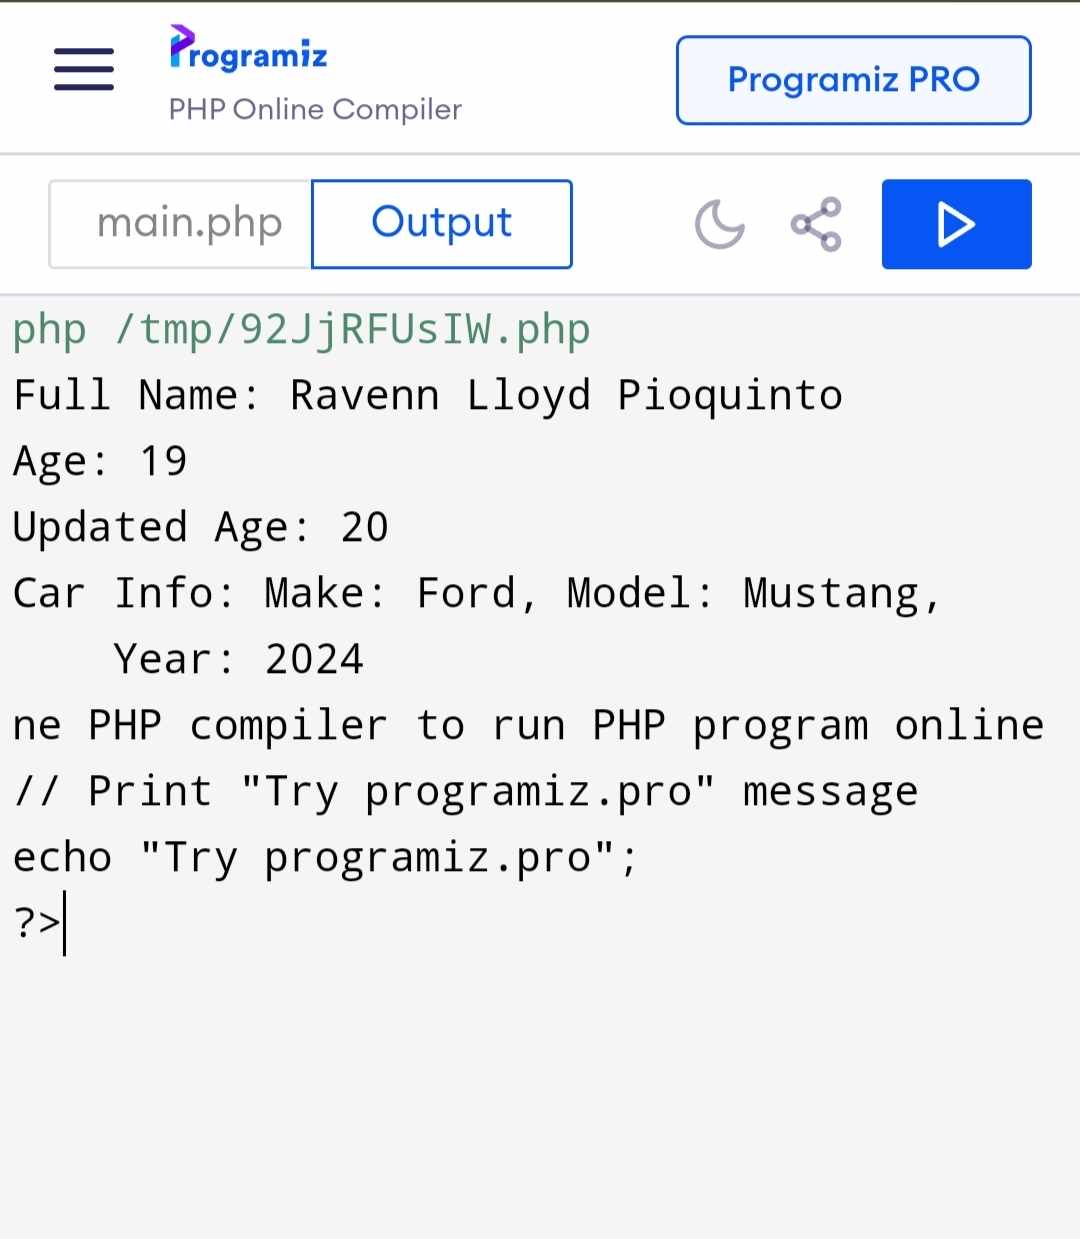 Programiz
PHP Online Compiler
Programiz PRO
main.php
Output
php /tmp/92JjRFUsIW.php
Full Name: Ravenn Lloyd Pioquinto
Age: 19
Updated Age: 20
Car Info: Make: Ford, Model: Mustang,
Year: 2024
ne PHP compiler to run PHP program online
// Print "Try programiz.pro" message
echo "Try programiz.pro";
?>